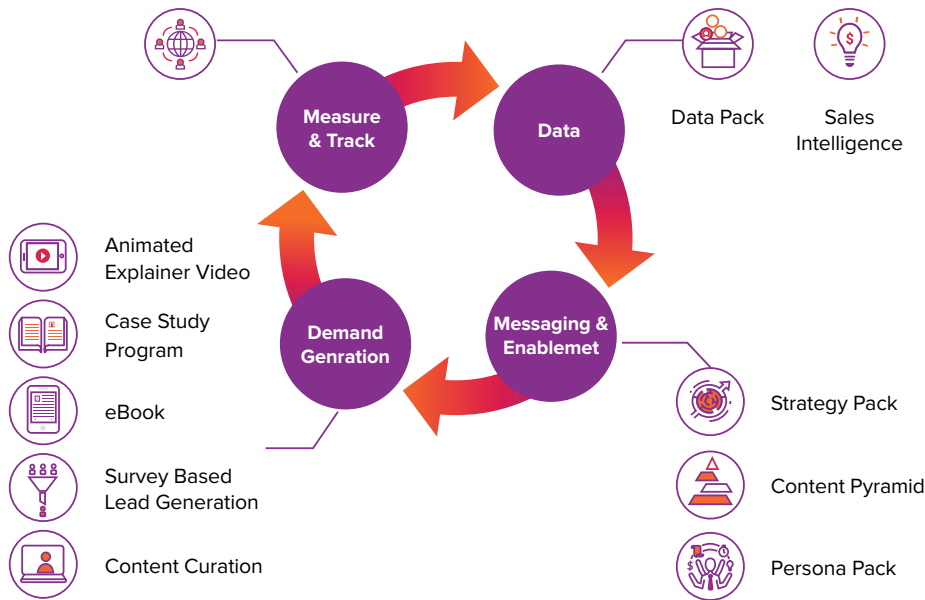 Measure
& Track
Data
Data Pack
Sales
Intelligence
Animated
Explainer Video
Case Study
Program
eBook
Survey Based
Lead Generation
Content Curation
Demand
Genration
Messaging &
Enablemet
Strategy Pack
Content Pyramid
Persona Pack